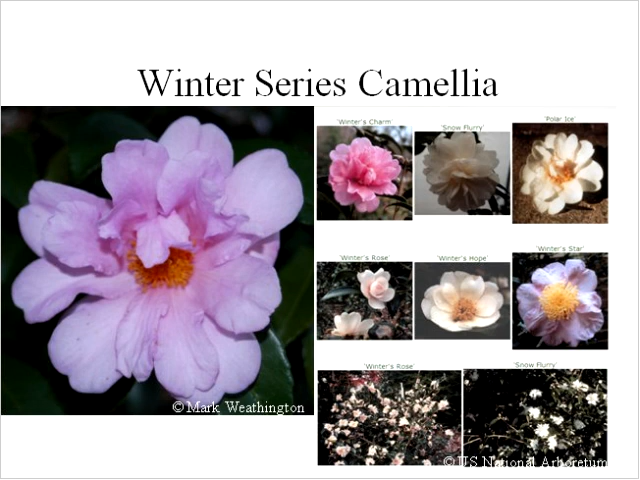 Winter Series Camellia
'Winter's Charm'
'Snow Flurry'
'Polar Ice'
'Winter's Rose'
'Winter's Hope'
'Winter's Star'
'Winter's Rose'
'Snow Flurry'
©Mark Weathington
©US National Arboretum